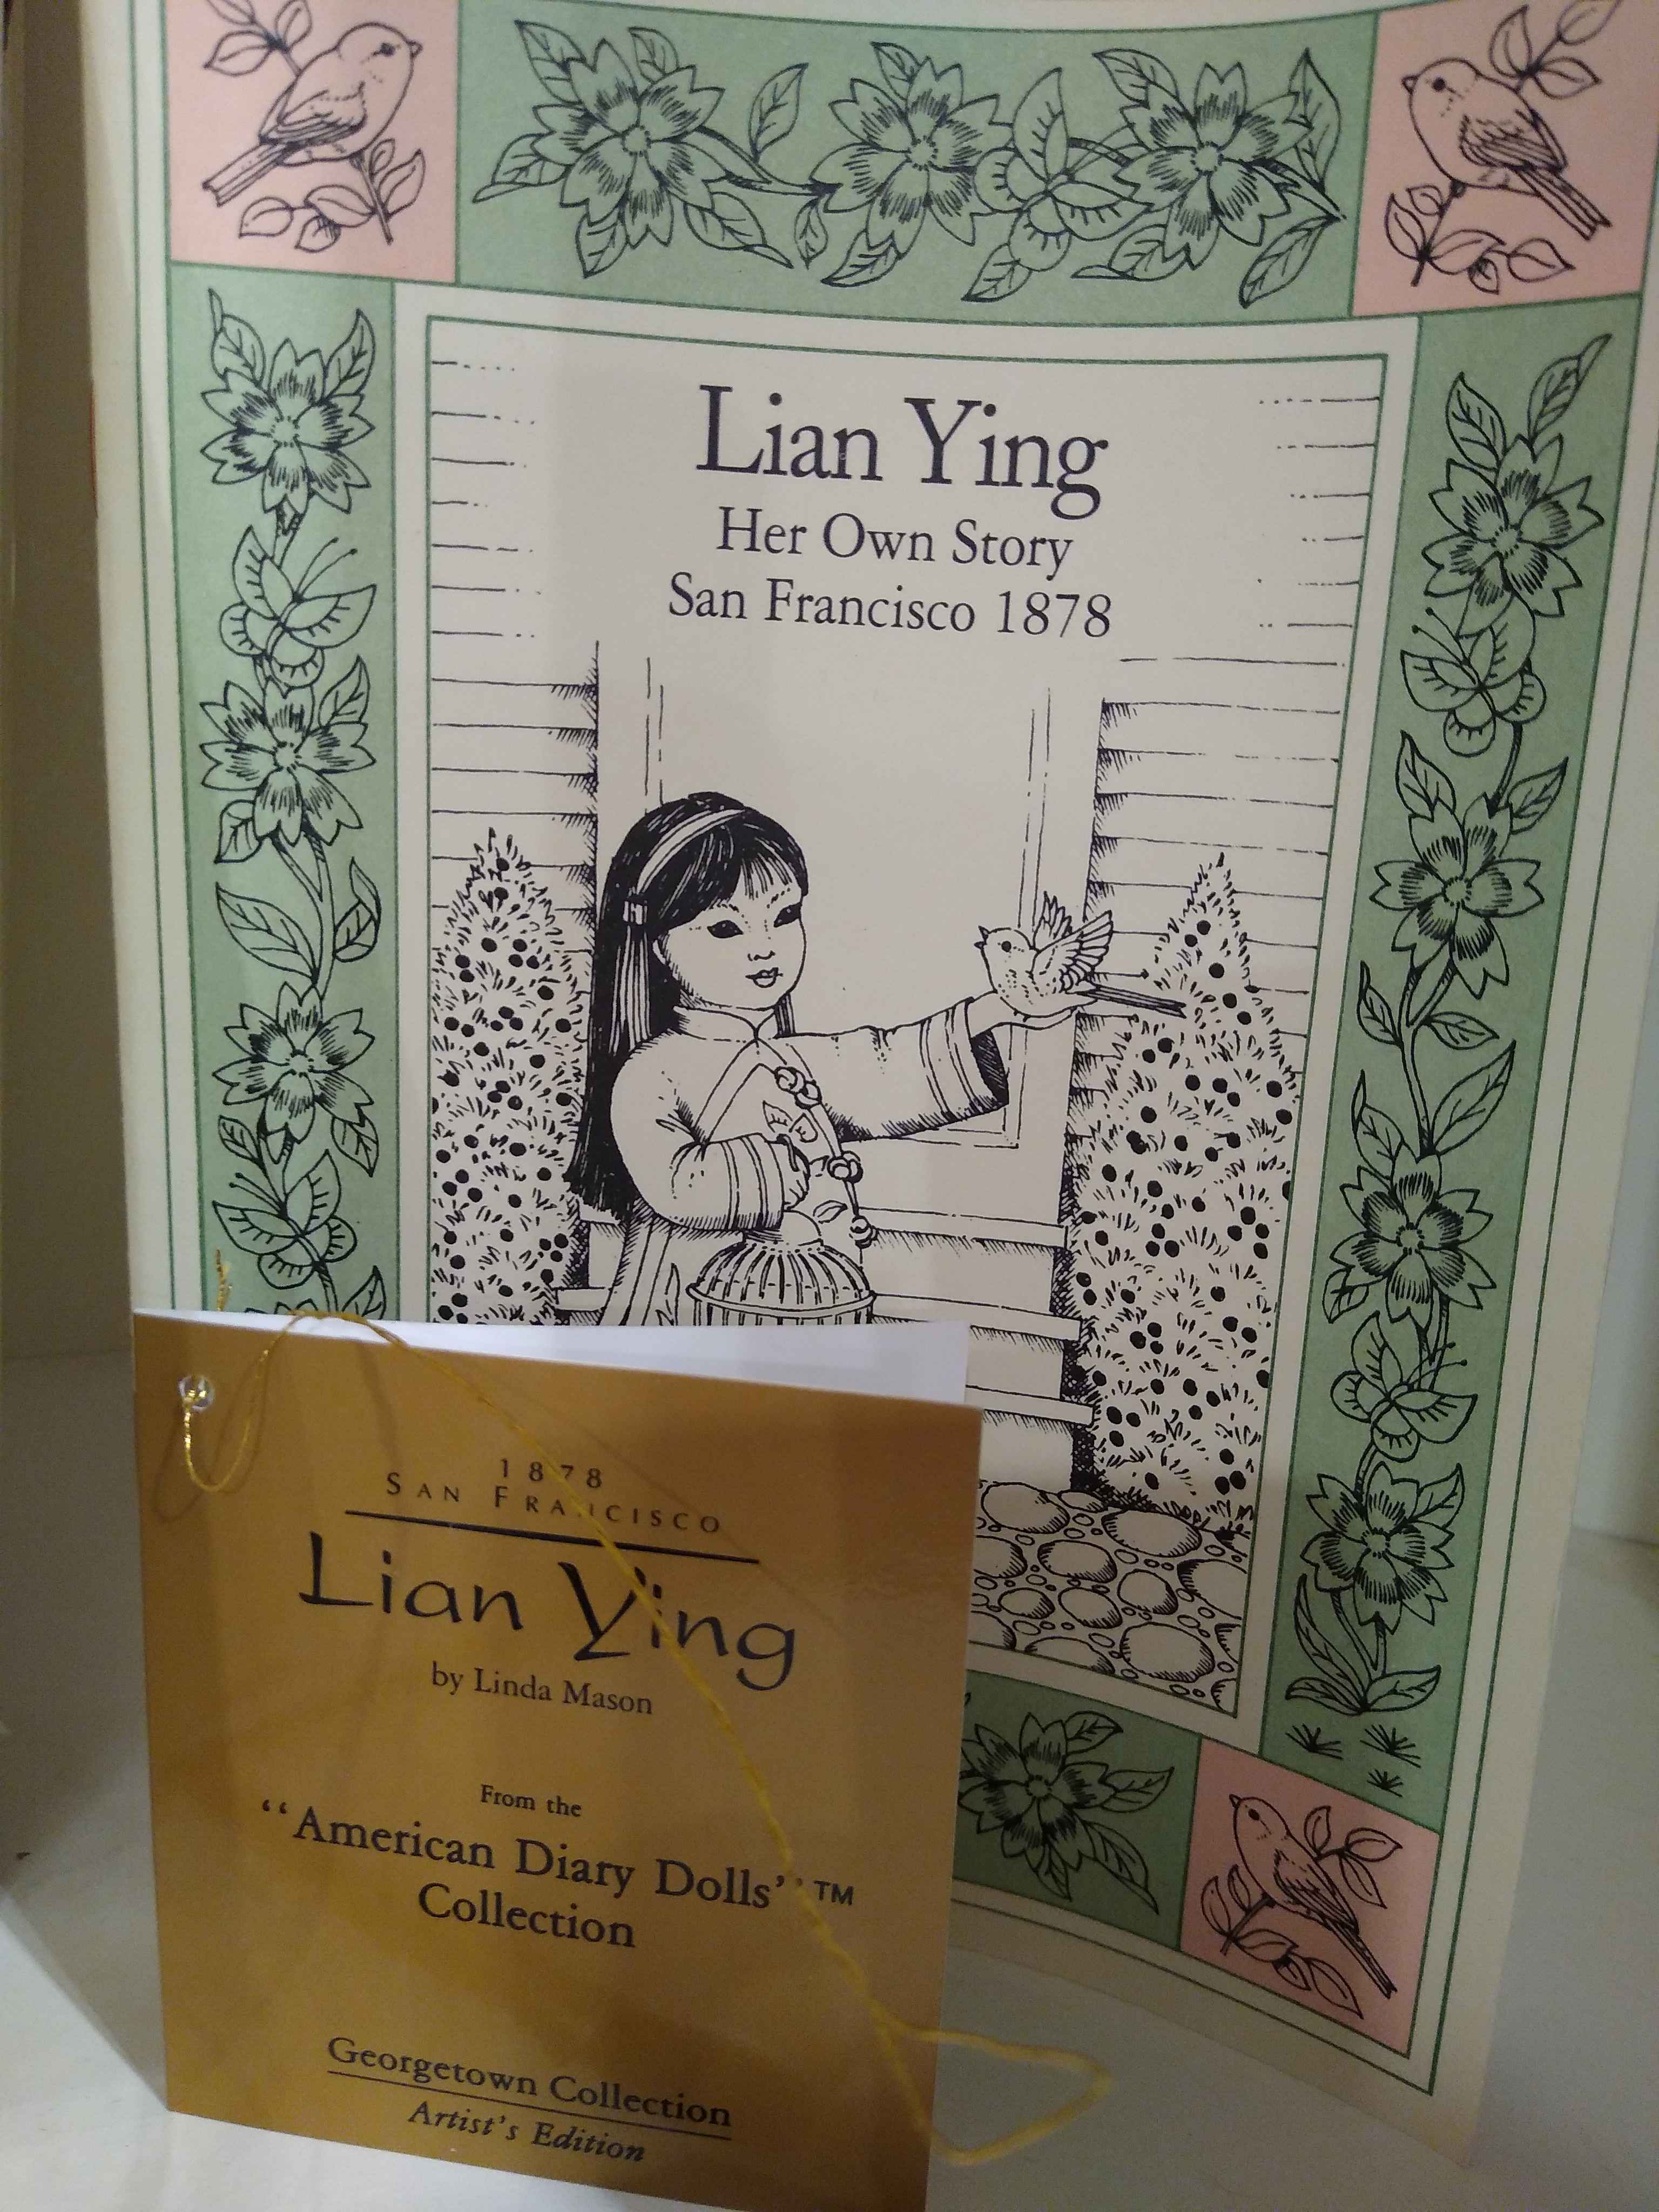 Lian Ying
Her Own Story
San Francisco 1878
1878
SAN FRANCISCO
Lian Ying
by Linda Mason
From the
‘‘American Diary Dolls’’™
Collection
Georgetown Collection
Artist's Edition